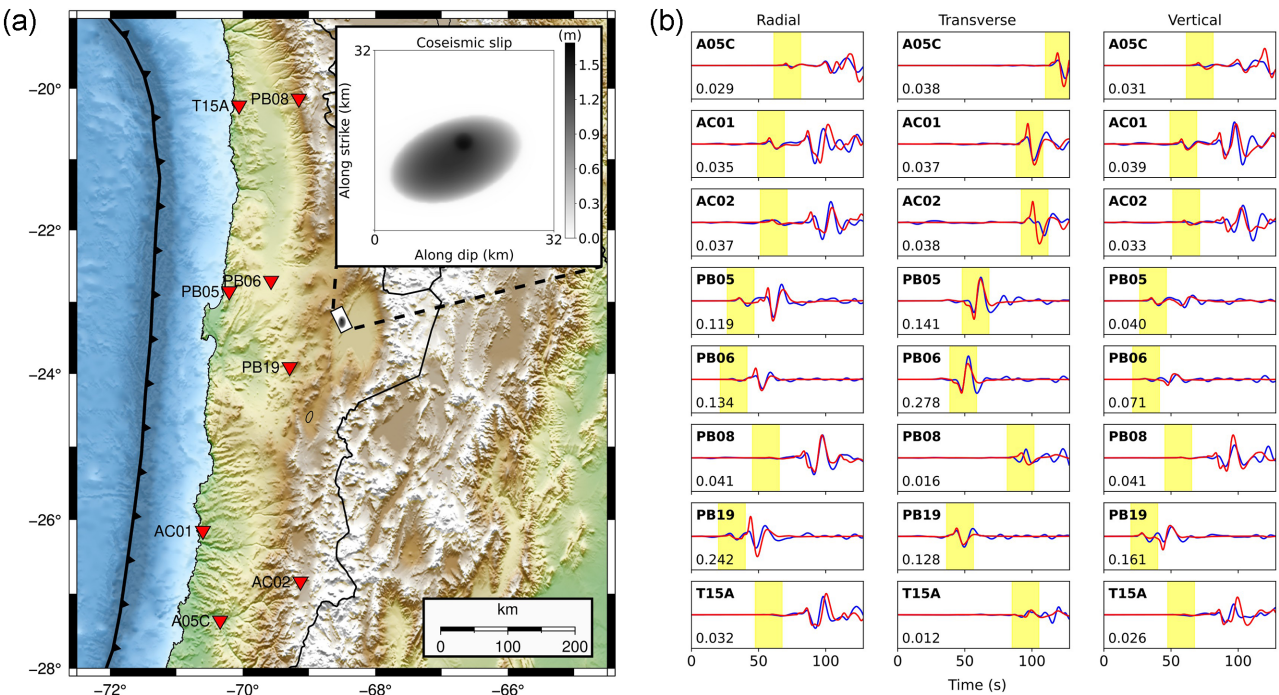 (a)
−20°
−22°
−24°
−26°
−28°
−72°
−70°
−68°
−66°
T15A
PB08
PB06
PB05
PB19
AC01
AC02
A05C
(m)
Coseismic slip
32
Along strike (km)
0
32
Along dip (km)
1.5
1.2
0.9
0.6
0.3
0.0
km
0 100 200
(b)
Radial Transverse Vertical
A05C A05C A05C
0.029 0.038 0.031
AC01 AC01 AC01
0.035 0.037 0.039
AC02 AC02 AC02
0.037 0.038 0.033
PB05 PB05 PB05
0.119 0.141 0.040
PB06 PB06 PB06
0.134 0.278 0.071
PB08 PB08 PB08
0.041 0.016 0.041
PB19 PB19 PB19
0.242 0.128 0.161
T15A T15A T15A
0.032 0.012 0.026
0 50 100 0 50 100 0 50 100
Time (s)